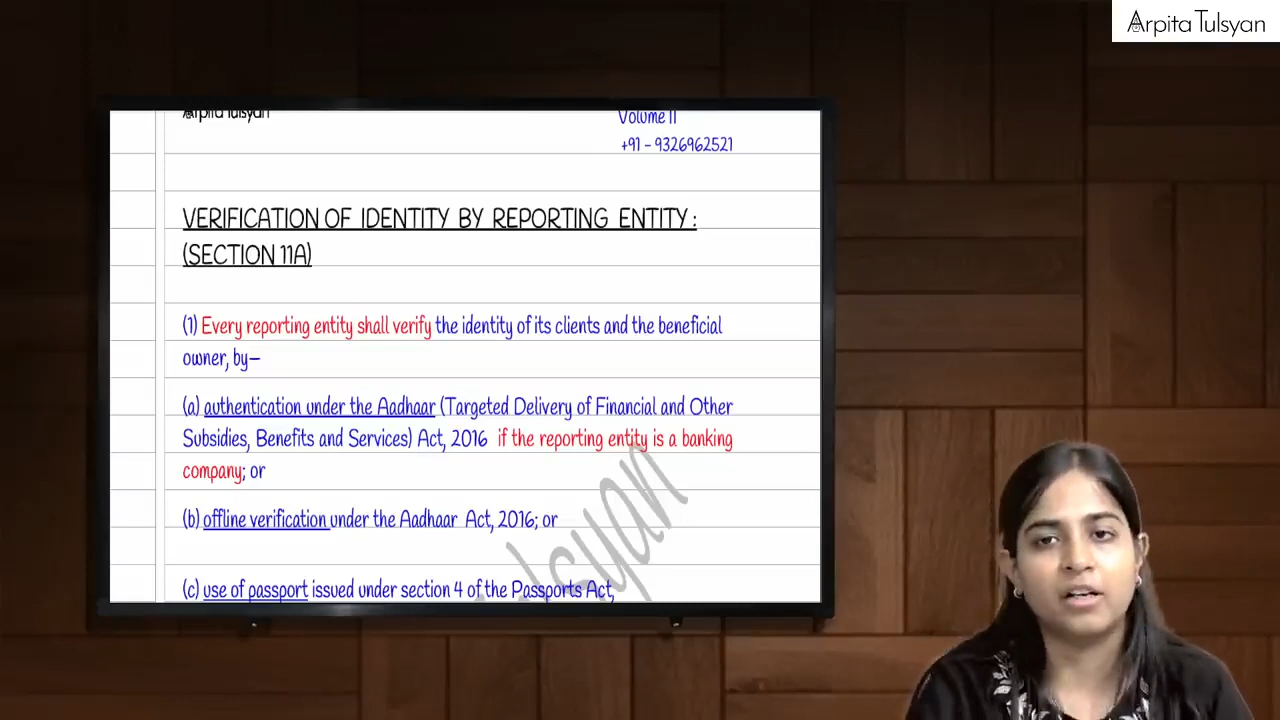 Arpita Tulsyan
Arpita Tulsyan
Volume II
+91 - 9326962521
VERIFICATION OF IDENTITY BY REPORTING ENTITY :
(SECTION 11A)
(1) Every reporting entity shall verify the identity of its clients and the beneficial
owner, by—
(a) authentication under the Aadhaar (Targeted Delivery of Financial and Other
Subsidies, Benefits and Services) Act, 2016 if the reporting entity is a banking
company; or
(b) offline verification under the Aadhaar Act, 2016; or
(c) use of passport issued under section 4 of the Passports Act,